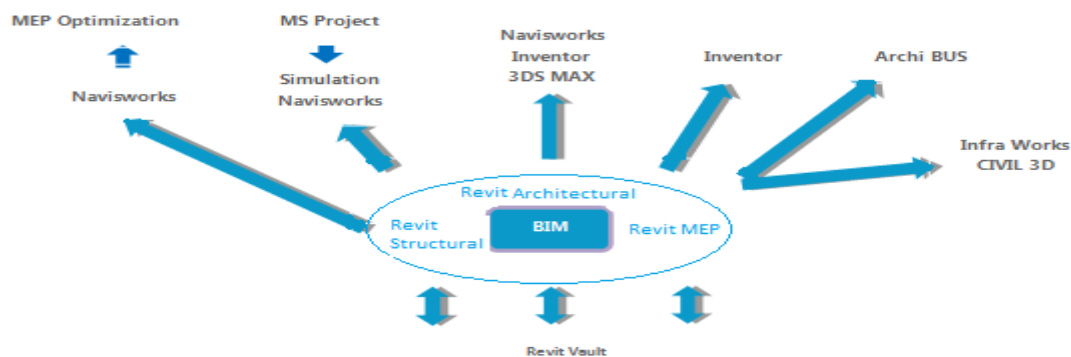 MEP Optimization
MS Project
Navisworks
Inventor
3DS MAX
Inventor
Archi BUS
Navisworks
Simulation
Navisworks
Infra Works
CIVIL 3D
Revit Architectural
Revit
Structural
BIM
Revit MEP
Revit Vault